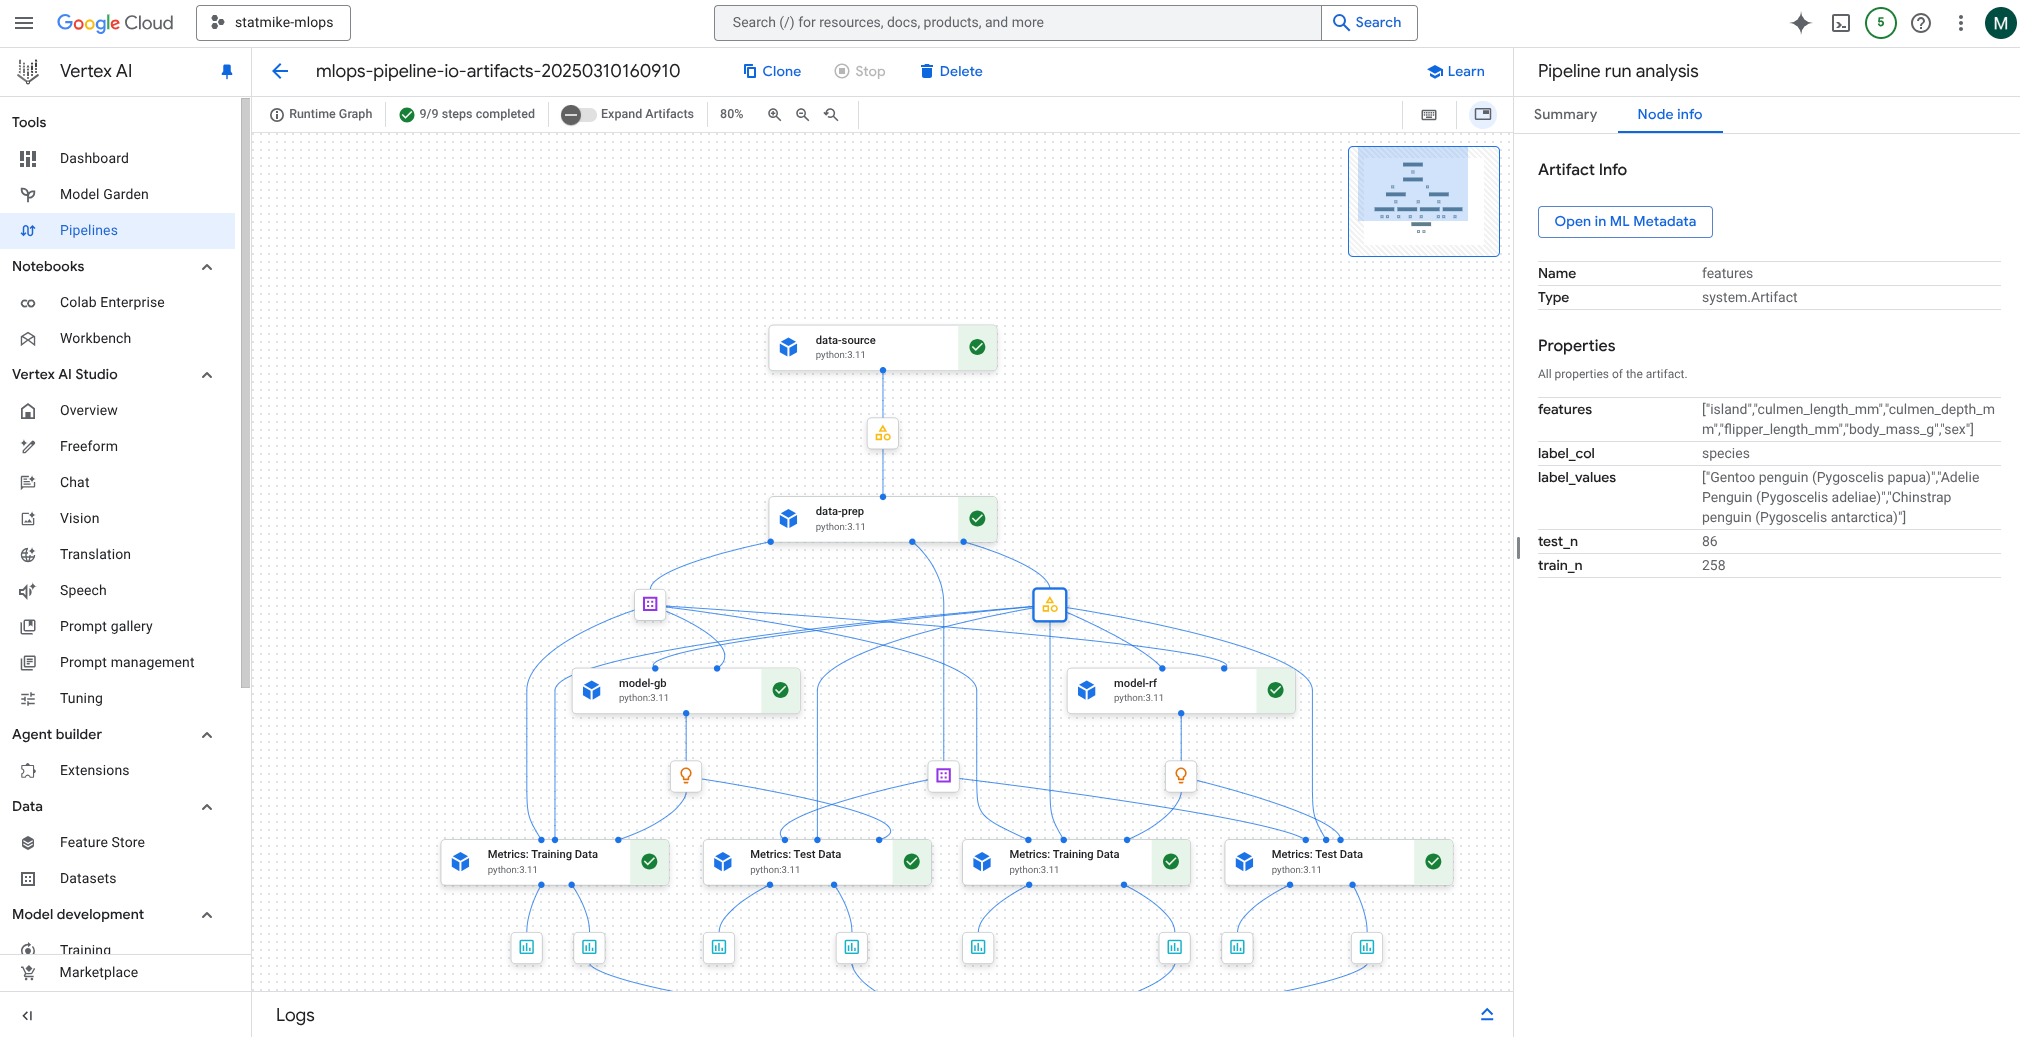 Google Cloud
statmike-mlops
Search (/) for resources, docs, products, and more
Search
5
M
Vertex AI
mlops-pipeline-io-artifacts-20250310160910
Clone
Stop
Delete
Learn
Pipeline run analysis
Runtime Graph
9/9 steps completed
Expand Artifacts
80%
Summary
Node info
Tools
Dashboard
Model Garden
Pipelines
Notebooks
Colab Enterprise
Workbench
Vertex AI Studio
Overview
Freeform
Chat
Vision
Translation
Speech
Prompt gallery
Prompt management
Tuning
Agent builder
Extensions
Data
Feature Store
Datasets
Model development
Training
Marketplace
data-source
python:3.11
data-prep
python:3.11
model-gb
python:3.11
model-rf
python:3.11
Metrics: Training Data
python:3.11
Metrics: Test Data
python:3.11
Metrics: Training Data
python:3.11
Metrics: Test Data
python:3.11
Logs
Artifact Info
Open in ML Metadata
Name features
Type system.Artifact
Properties
All properties of the artifact.
features ["island","culmen_length_mm","culmen_depth_m
m","flipper_length_mm","body_mass_g","sex"]
label_col species
label_values ["Gentoo penguin (Pygoscelis papua)","Adelie
Penguin (Pygoscelis adeliae)","Chinstrap
penguin (Pygoscelis antarctica)"]
test_n 86
train_n 258